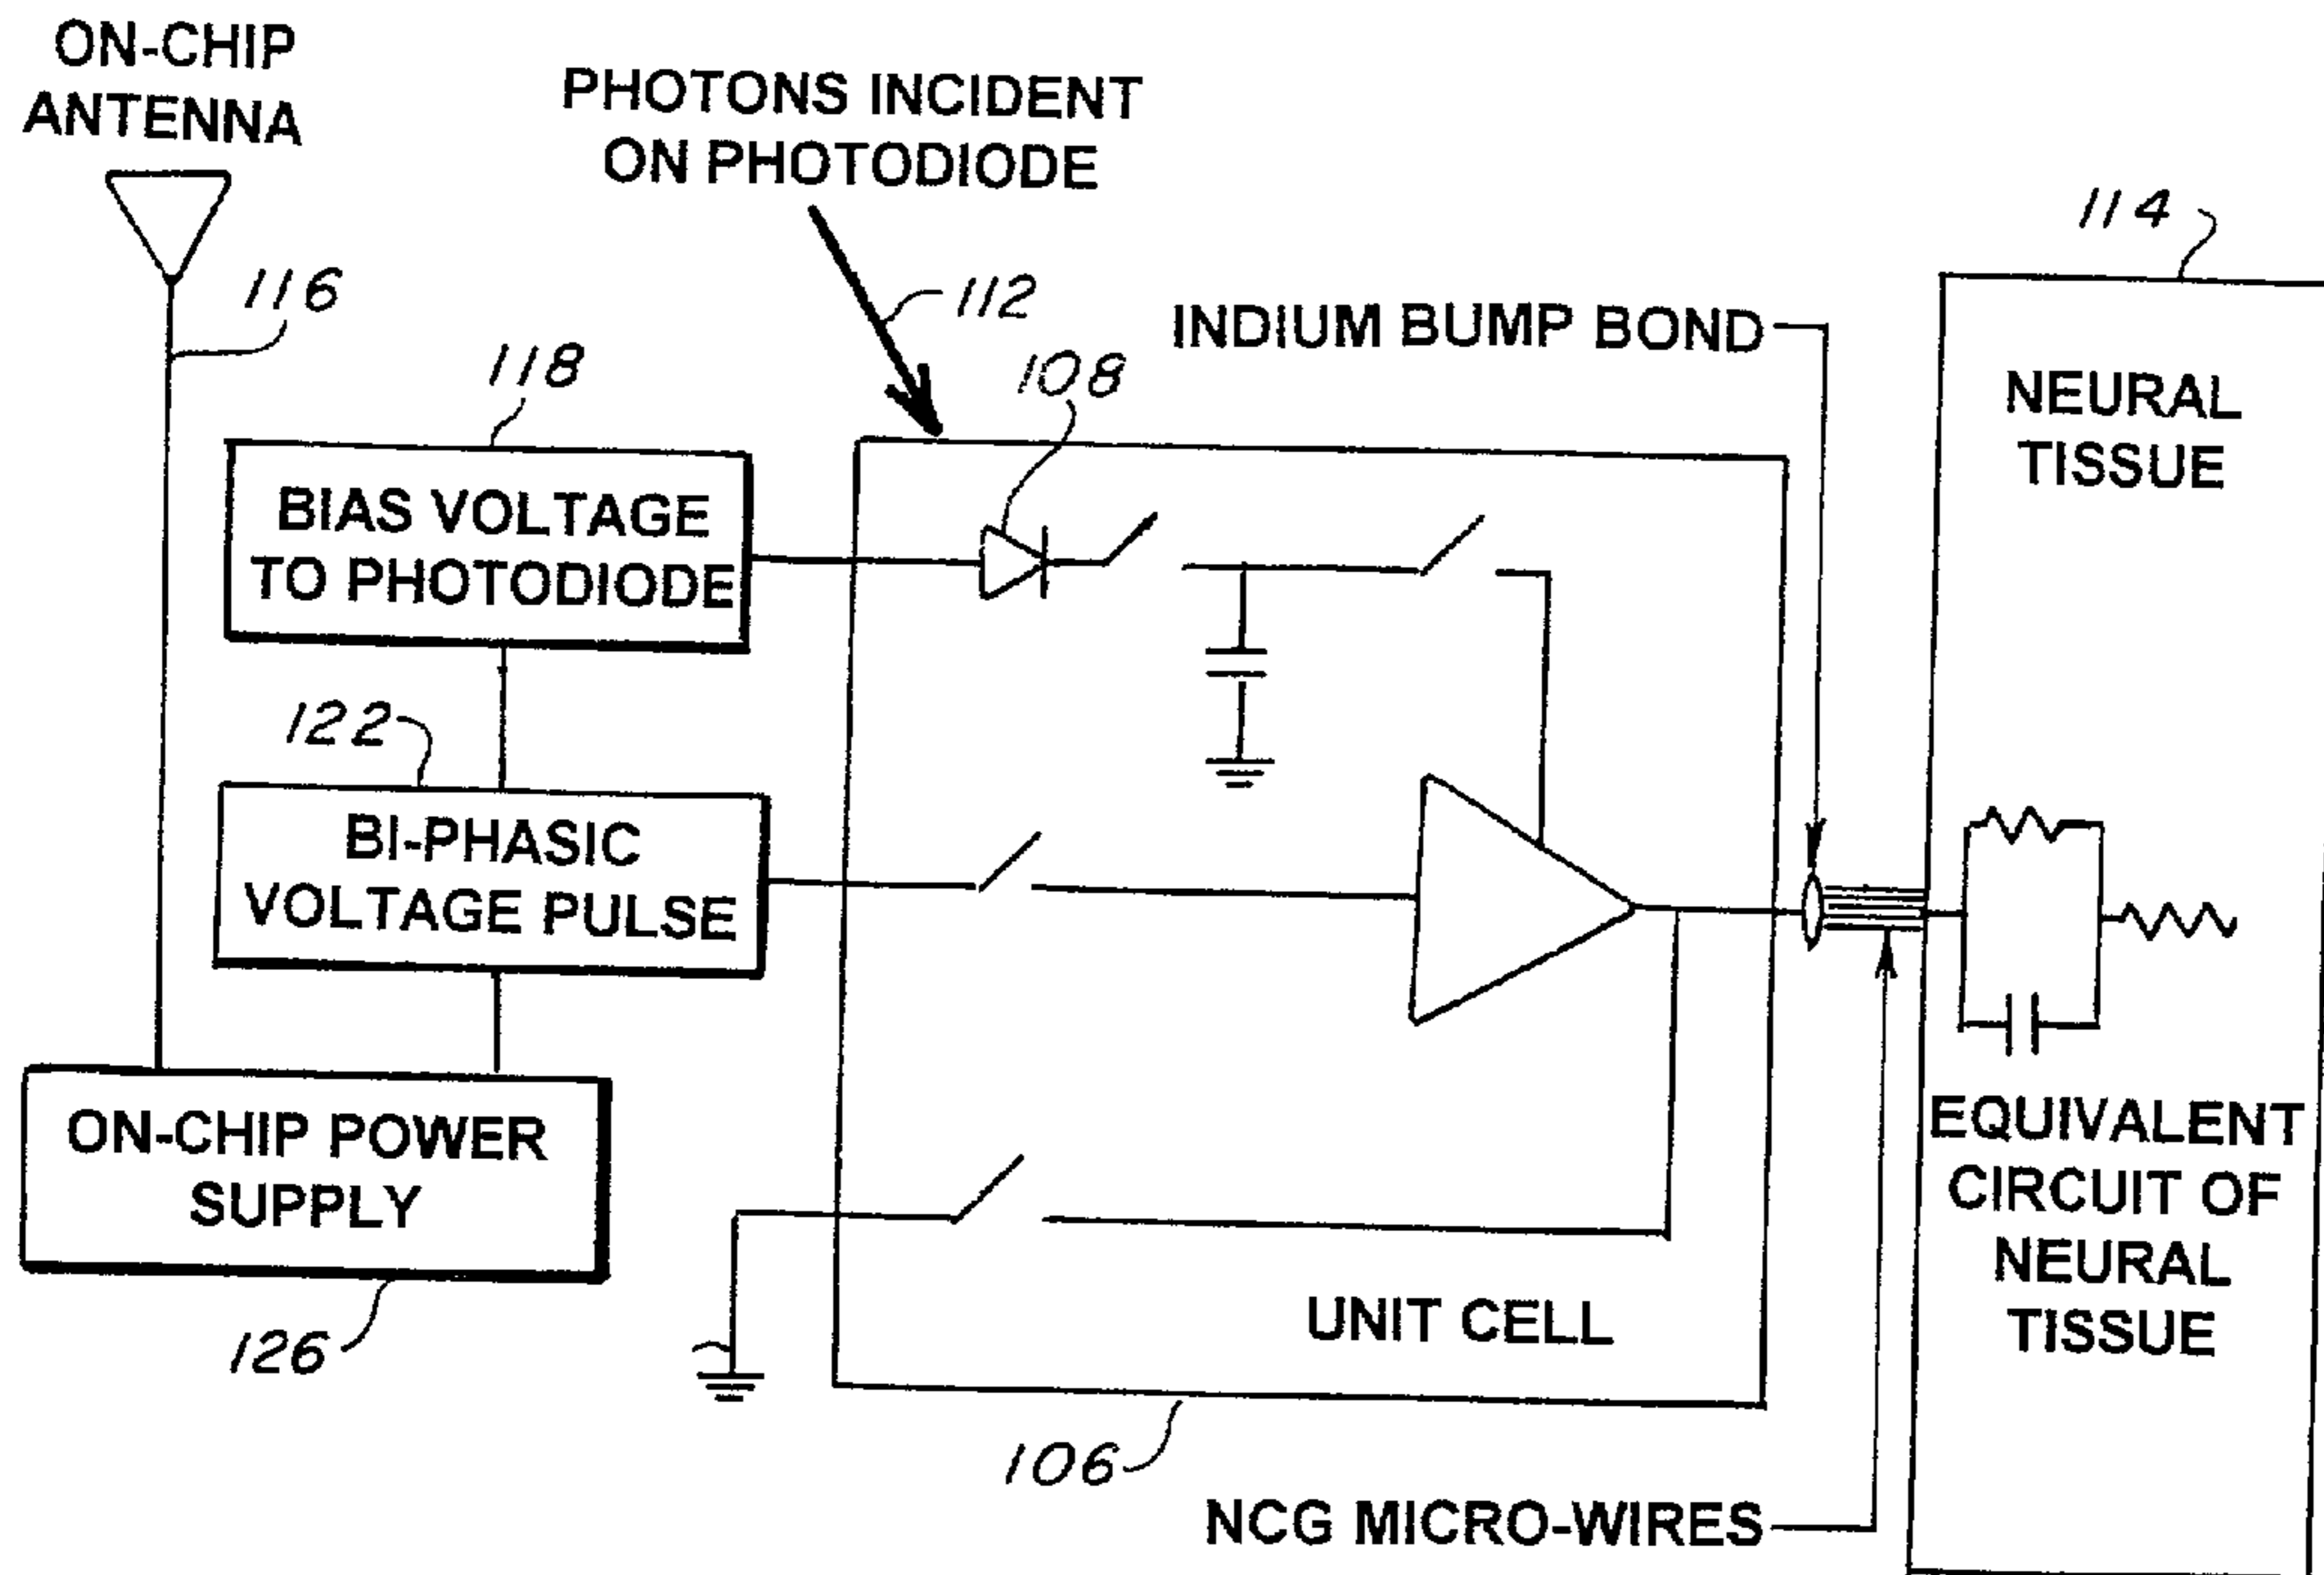 ON-CHIP
ANTENNA
PHOTONS INCIDENT
ON PHOTODIODE
114
116
112
INDIUM BUMP BOND
118
108
NEURAL
TISSUE
BIAS VOLTAGE
TO PHOTODIODE
122
BI-PHASIC
VOLTAGE PULSE
ON-CHIP POWER
SUPPLY
EQUIVALENT
CIRCUIT OF
NEURAL
TISSUE
UNIT CELL
126
106
NCG MICRO-WIRES